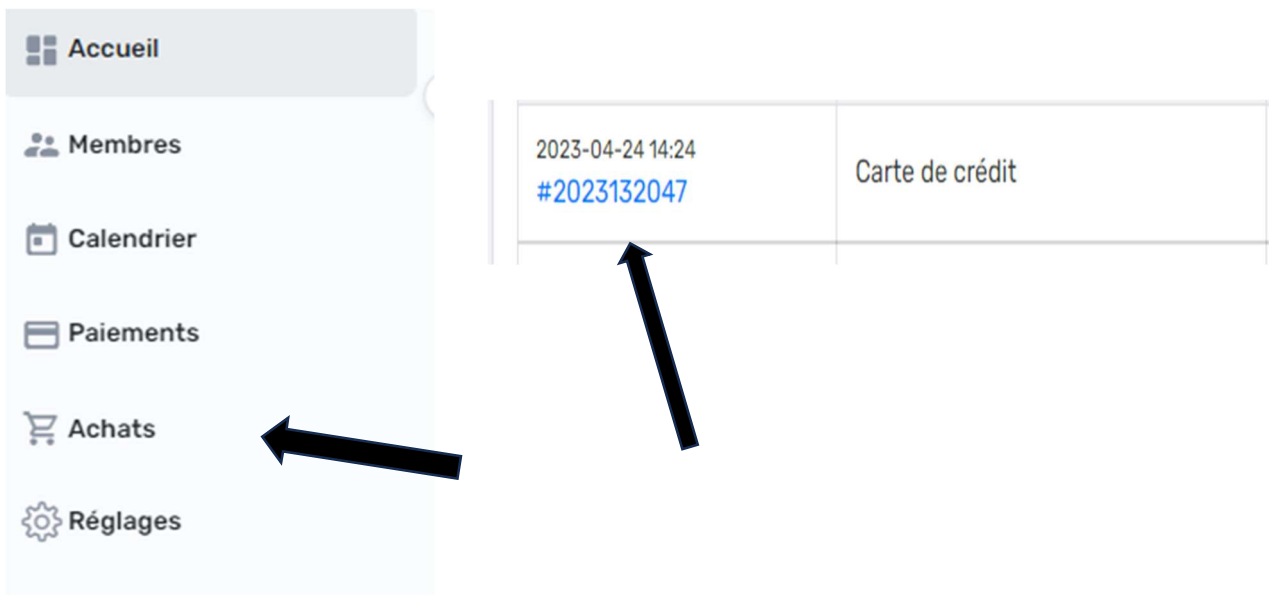 Accueil
Membres
Calendrier
Paiements
Achats
Réglages
2023-04-24 14:24
#2023132047
Carte de crédit